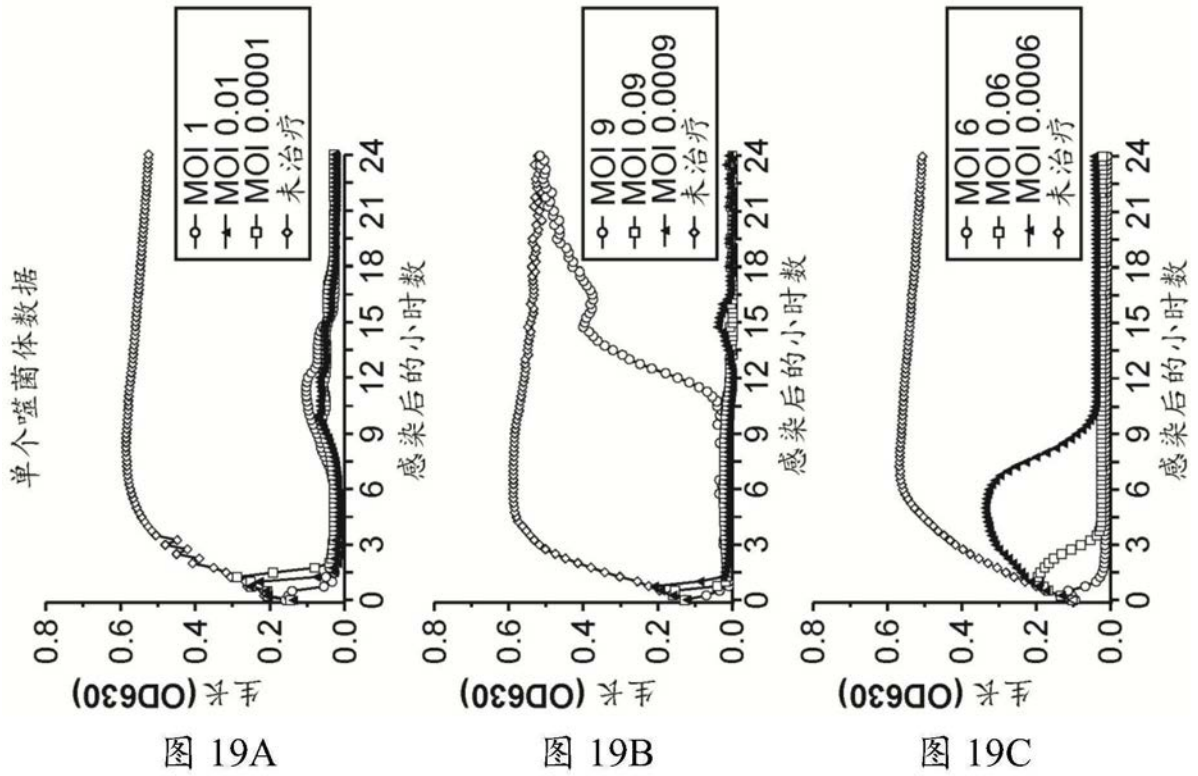 单个噬菌体数据
生长 (OD630)
0.8
0.6
0.4
0.2
0.0
0 3 6 9 12 15 18 21 24
感染后的小时数
MOI 1
MOI 0.01
MOI 0.0001
未治疗
图 19A
生长 (OD630)
0.8
0.6
0.4
0.2
0.0
0 3 6 9 12 15 18 21 24
感染后的小时数
MOI 9
MOI 0.09
MOI 0.0009
未治疗
图 19B
生长 (OD630)
0.8
0.6
0.4
0.2
0.0
0 3 6 9 12 15 18 21 24
感染后的小时数
MOI 6
MOI 0.06
MOI 0.0006
未治疗
图 19C